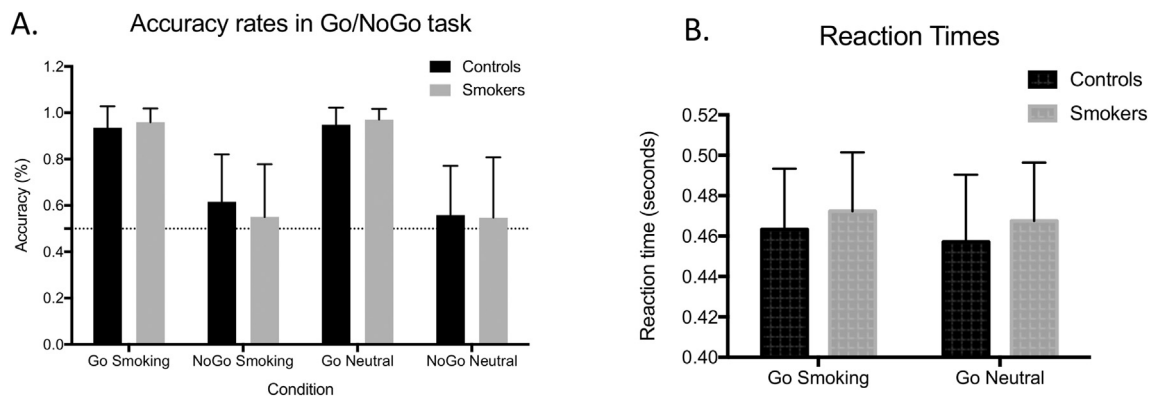 A.
Accuracy rates in Go/NoGo task
Controls
Smokers
Accuracy (%)
1.2
1.0
0.8
0.6
0.4
0.2
0.0
Go Smoking NoGo Smoking Go Neutral NoGo Neutral
Condition
B.
Reaction Times
Controls
Smokers
Reaction time (seconds)
0.52
0.50
0.48
0.46
0.44
0.42
0.40
Go Smoking Go Neutral